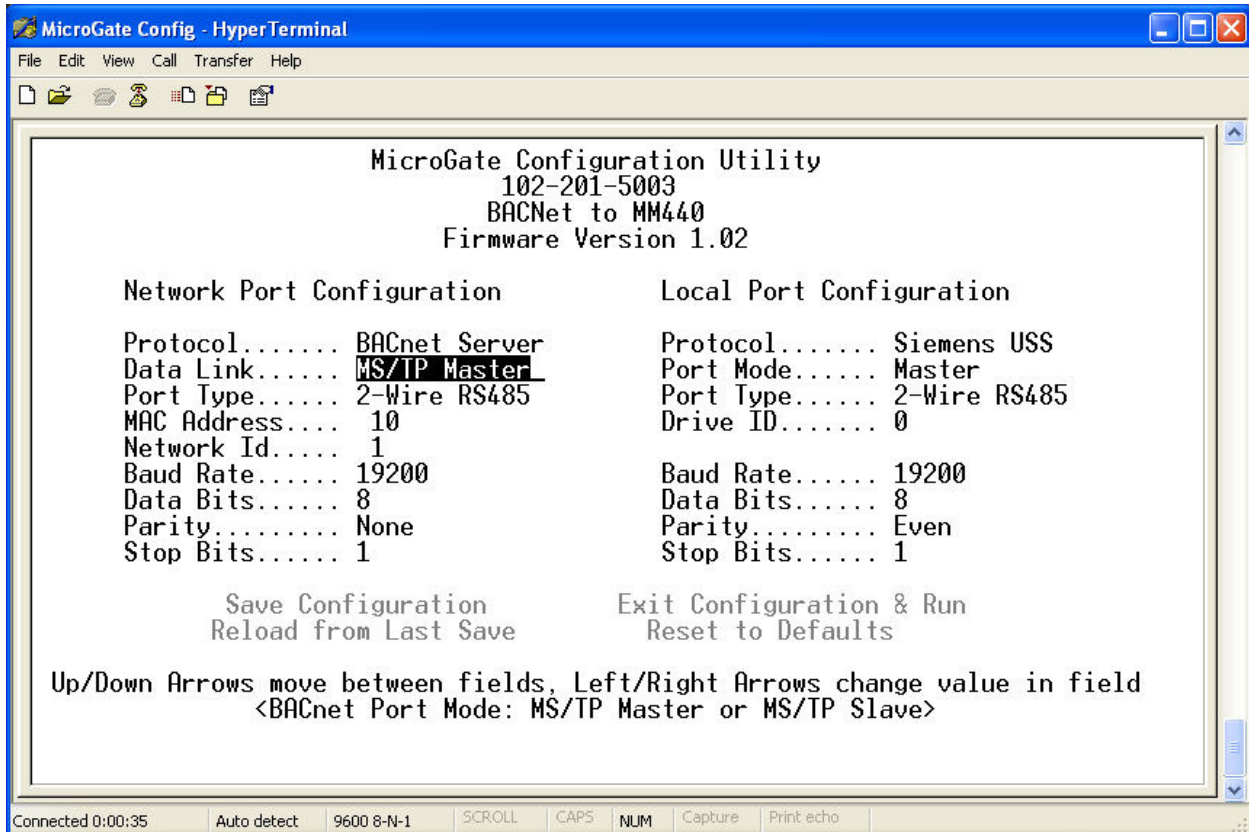 MicroGate Config - HyperTerminal
File Edit View Call Transfer Help
MicroGate Configuration Utility
102-201-5003
BACNet to MM440
Firmware Version 1.02
Network Port Configuration
Protocol....... BACnet Server
Data Link...... MS/TP Master
Port Type...... 2-Wire RS485
MAC Address.... 10
Network Id..... 1
Baud Rate...... 19200
Data Bits...... 8
Parity......... None
Stop Bits...... 1
Local Port Configuration
Protocol....... Siemens USS
Port Mode...... Master
Port Type...... 2-Wire RS485
Drive ID....... 0
Baud Rate...... 19200
Data Bits...... 8
Parity......... Even
Stop Bits...... 1
Save Configuration Exit Configuration & Run
Reload from Last Save Reset to Defaults
Up/Down Arrows move between fields, Left/Right Arrows change value in field
<BACnet Port Mode: MS/TP Master or MS/TP Slave>
Connected 0:00:35 Auto detect 9600 8-N-1 SCROLL CAPS NUM Capture Print echo